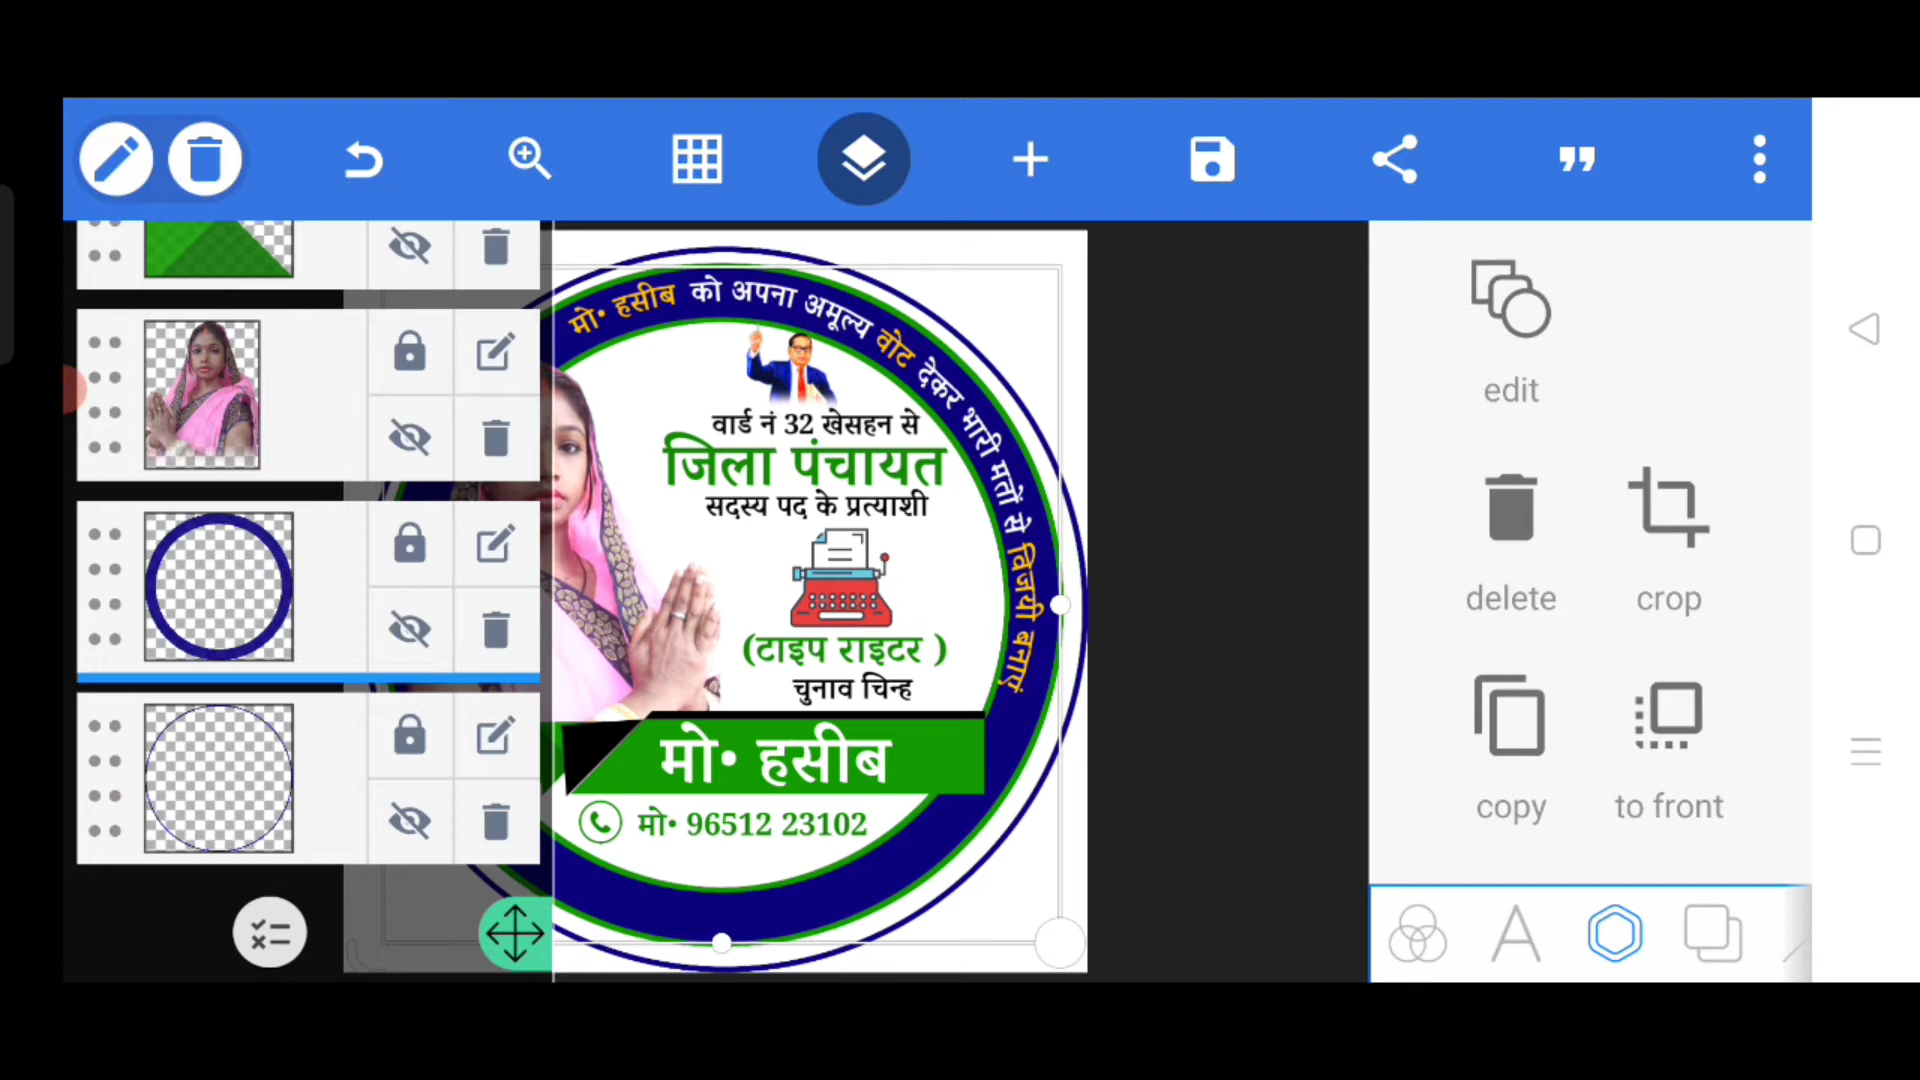 मो• हसीब को अपना अमूल्य वोट देकर भारी मतों से विजयी बनाएं
वार्ड नं 32 खेसहन से
जिला पंचायत
सदस्य पद के प्रत्याशी
(टाइप राइटर )
चुनाव चिन्ह
मो• हसीब
मो• 96512 23102
edit
delete
crop
copy
to front